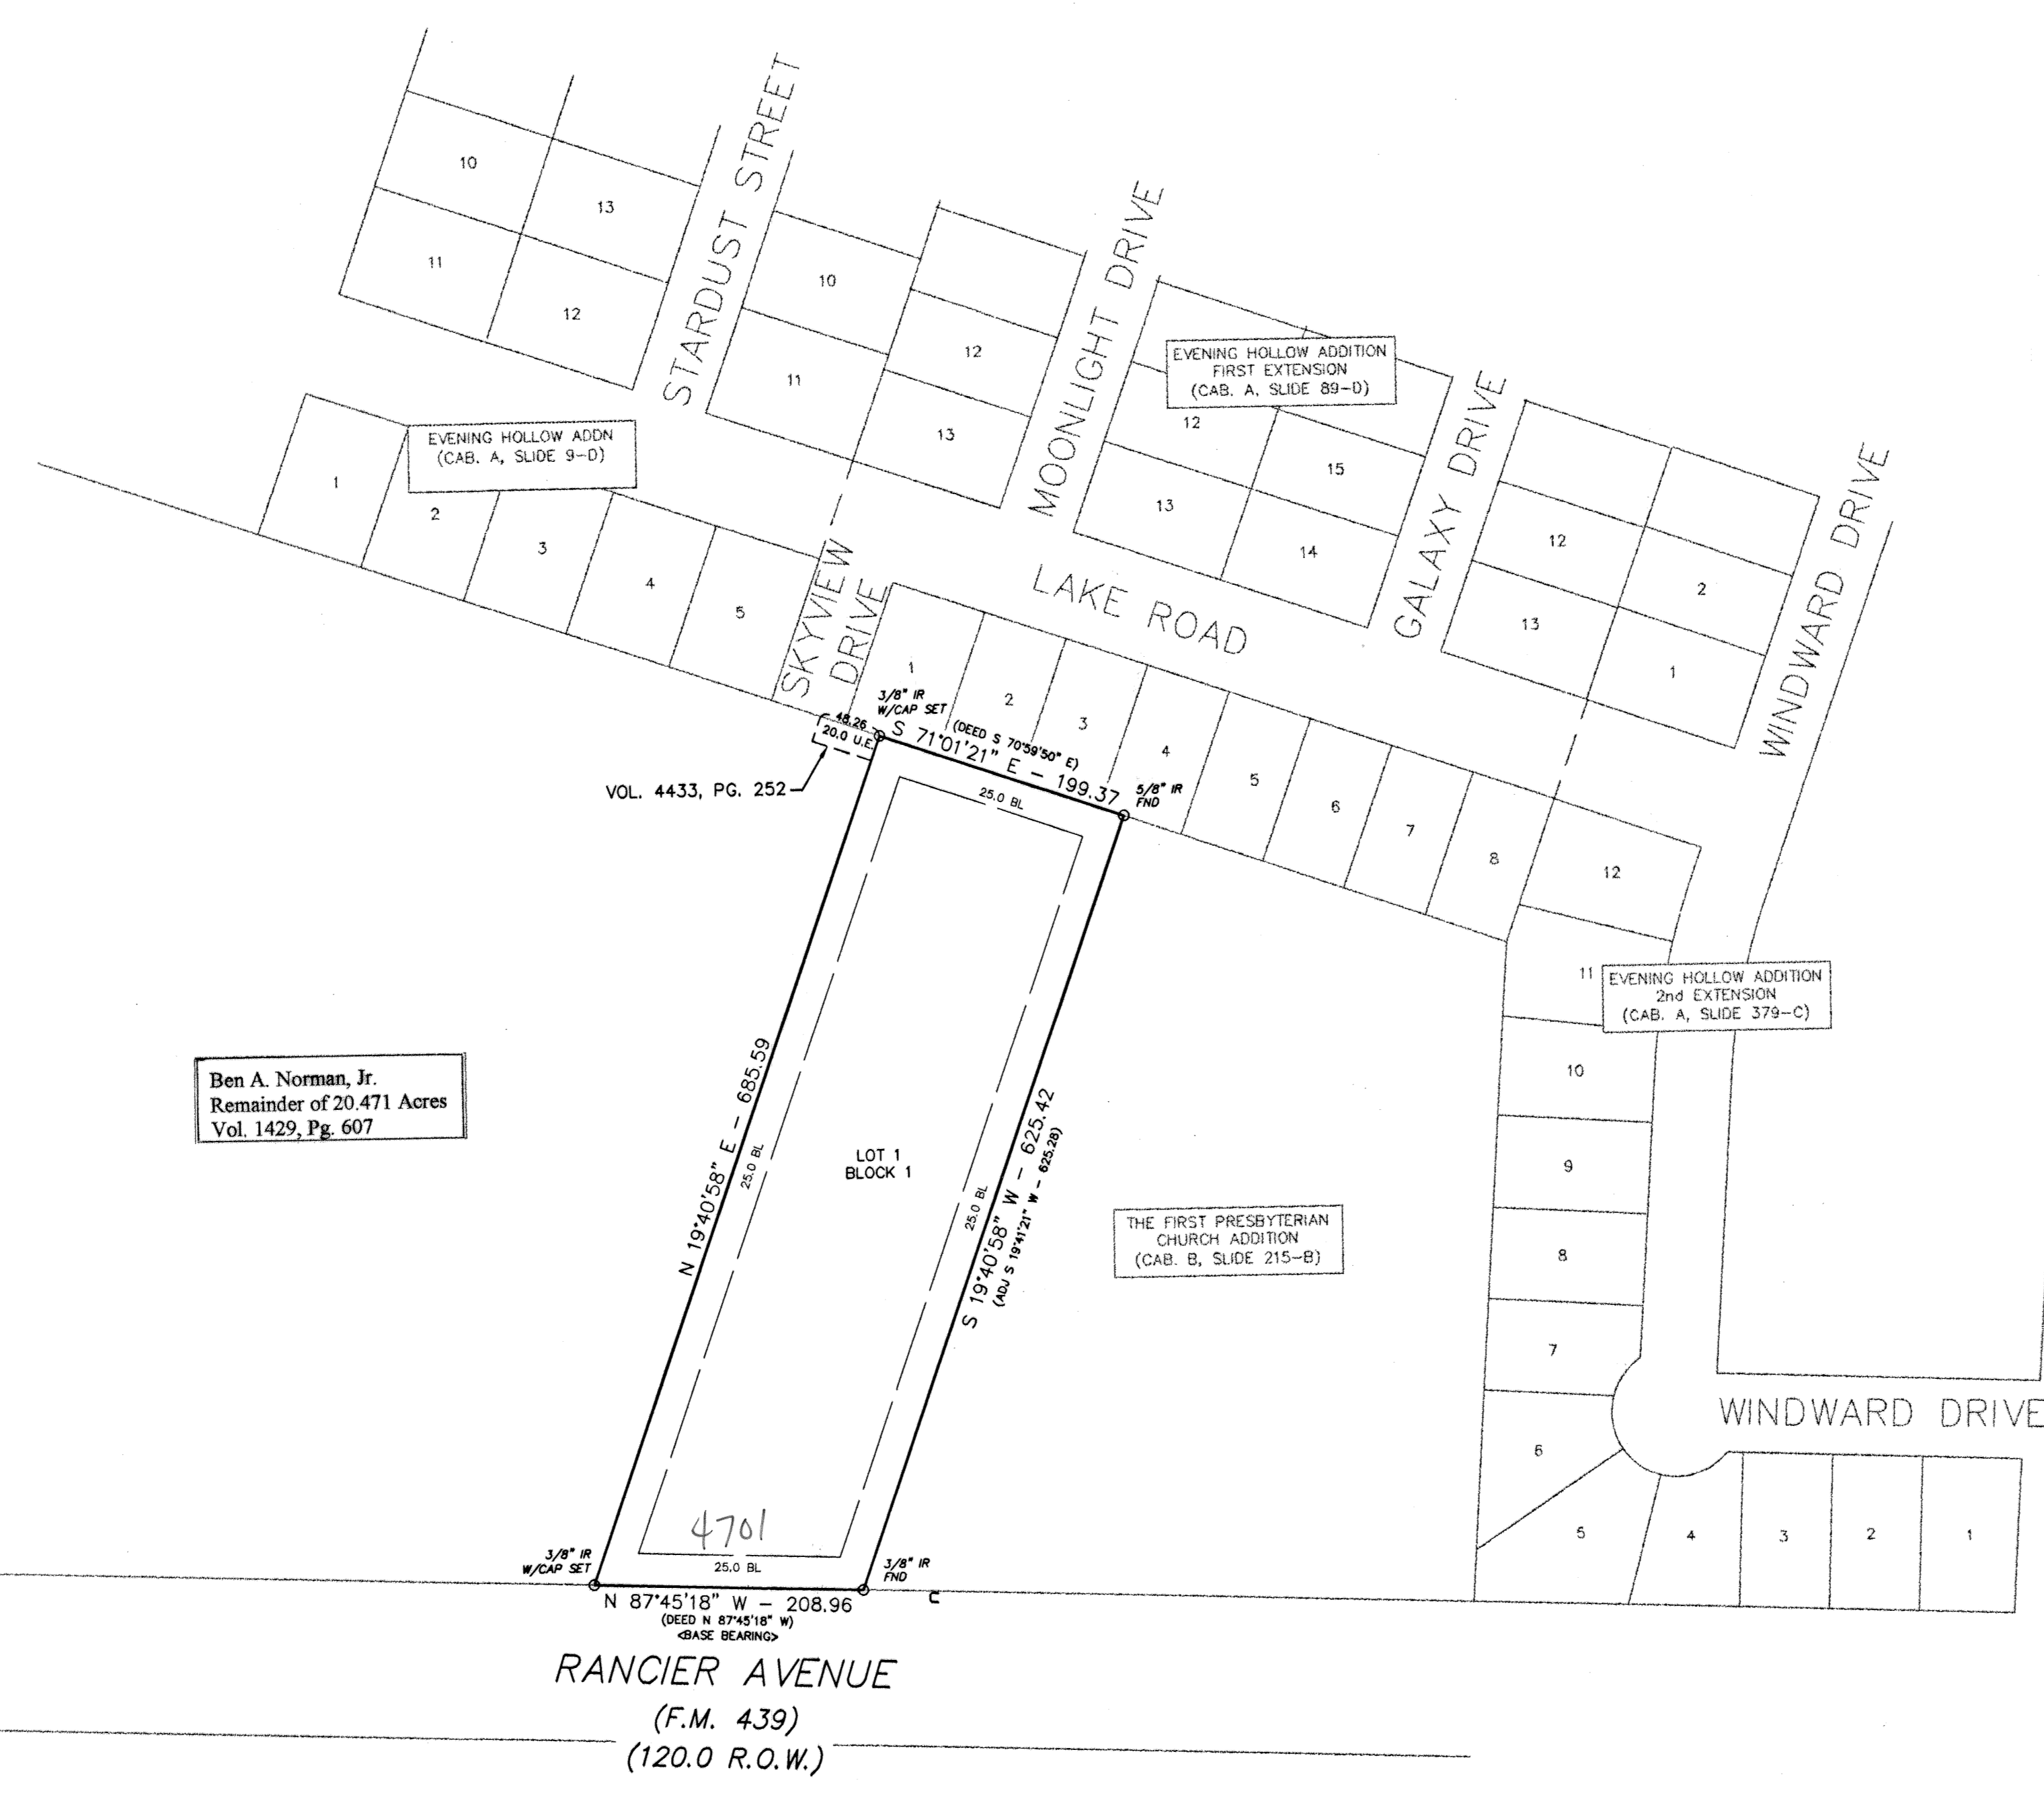 STARDUST STREET
10
13
11
12
10
11
12
13
MOONLIGHT DRIVE
EVENING HOLLOW ADDITION
FIRST EXTENSION
(CAB. A, SLIDE 89-D)
12
15
13
14
GALAXY DRIVE
12
2
13
1
WINDWARD DRIVE
EVENING HOLLOW ADDN
(CAB. A, SLIDE 9-D)
1
2
3
4
5
SKYVIEW
DRIVE
LAKE ROAD
1
2
3
4
5
6
7
8
12
11
3/8" IR
W/CAP SET
48.26
20.0 U.E.
(DEED S 70°59'50" E)
S 71°01'21" E - 199.37
5/8" IR
FND
VOL. 4433, PG. 252
25.0 BL
EVENING HOLLOW ADDITION
2nd EXTENSION
(CAB. A, SLIDE 379-C)
10
9
8
7
6
5
4
3
2
1
WINDWARD DRIVE
Ben A. Norman, Jr.
Remainder of 20.471 Acres
Vol. 1429, Pg. 607
N 19°40'58" E - 685.59
25.0 BL
LOT 1
BLOCK 1
25.0 BL
S 19°40'58" W - 625.42
(ADJ S 19°41'21" W - 625.28)
THE FIRST PRESBYTERIAN
CHURCH ADDITION
(CAB. B, SLIDE 215-B)
4701
25.0 BL
3/8" IR
W/CAP SET
3/8" IR
FND
N 87°45'18" W - 208.96
(DEED N 87°45'18" W)
<BASE BEARING>
RANCIER AVENUE
(F.M. 439)
(120.0 R.O.W.)